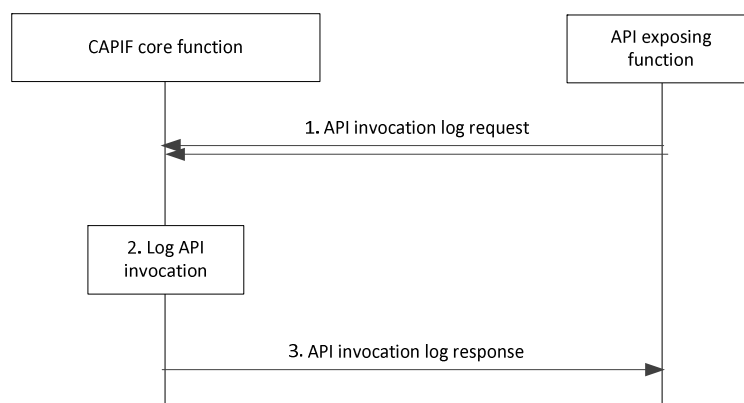 CAPIF core function
API exposing
function
1. API invocation log request
2. Log API
invocation
3. API invocation log response